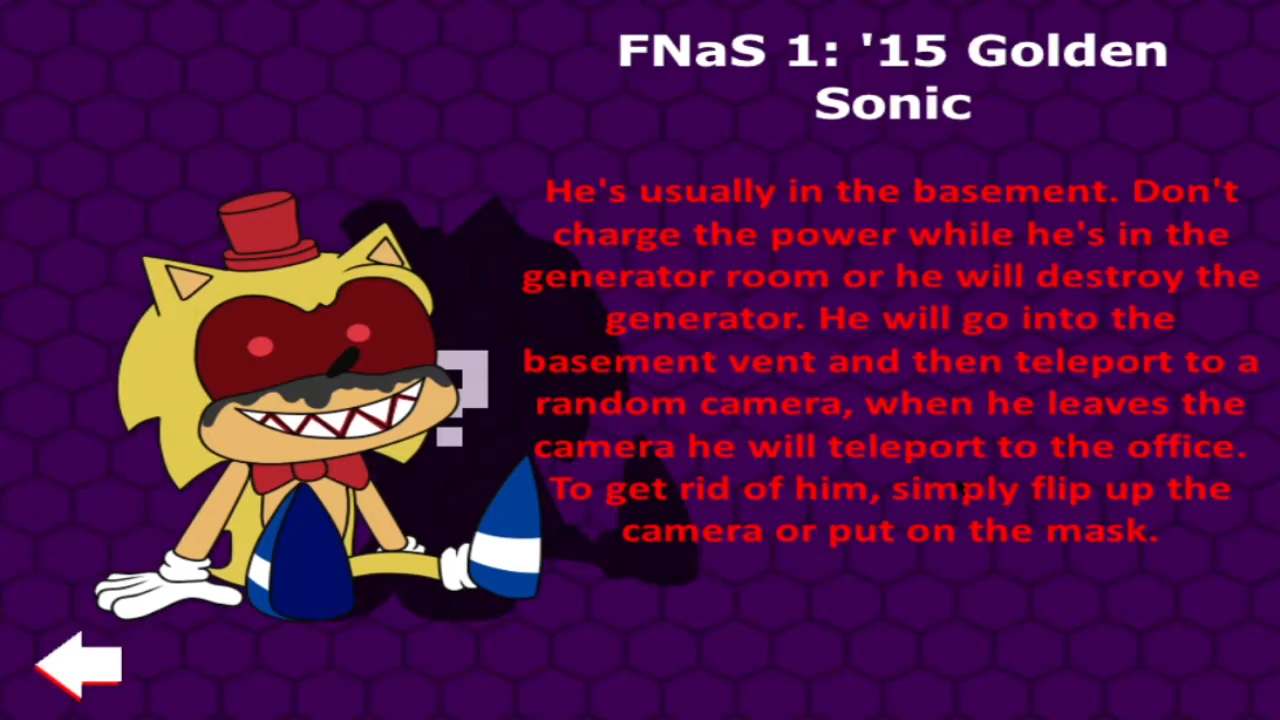 FNaS 1: '15 Golden
Sonic
He's usually in the basement. Don't
charge the power while he's in the
generator room or he will destroy the
generator. He will go into the
basement vent and then teleport to a
random camera, when he leaves the
camera he will teleport to the office.
To get rid of him, simply flip up the
camera or put on the mask.
?